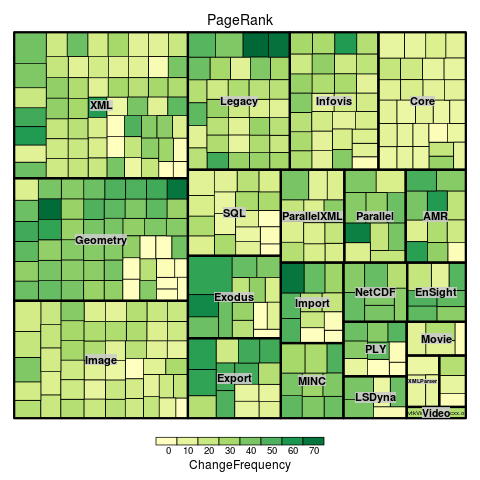 PageRank
XML
Legacy
Infovis
Core
SQL
ParallelXML
Parallel
AMR
Geometry
Exodus
Import
NetCDF
EnSight
Image
Export
MINC
PLY
Movie
LSDyna
XMLParser
Video
0 10 20 30 40 50 60 70
ChangeFrequency